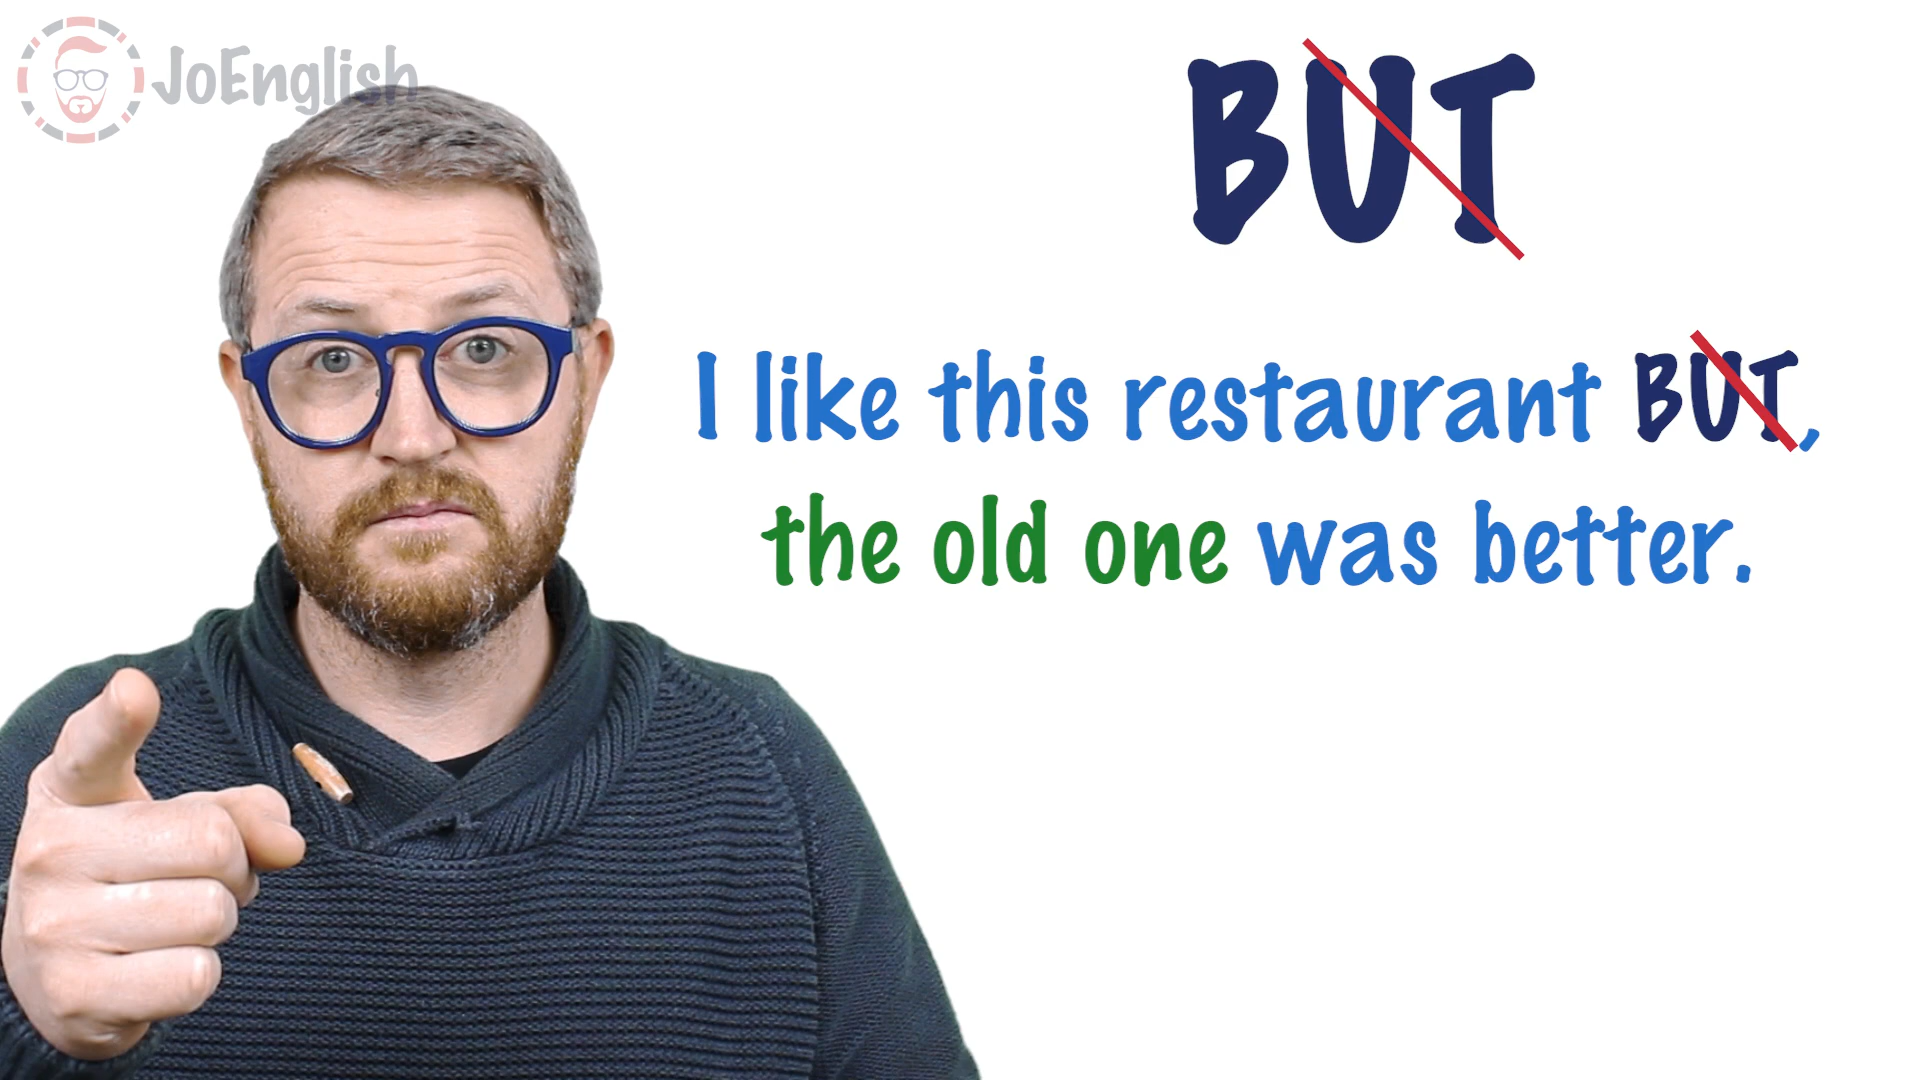 JoEnglish
BUT
I like this restaurant BUT,
the old one was better.